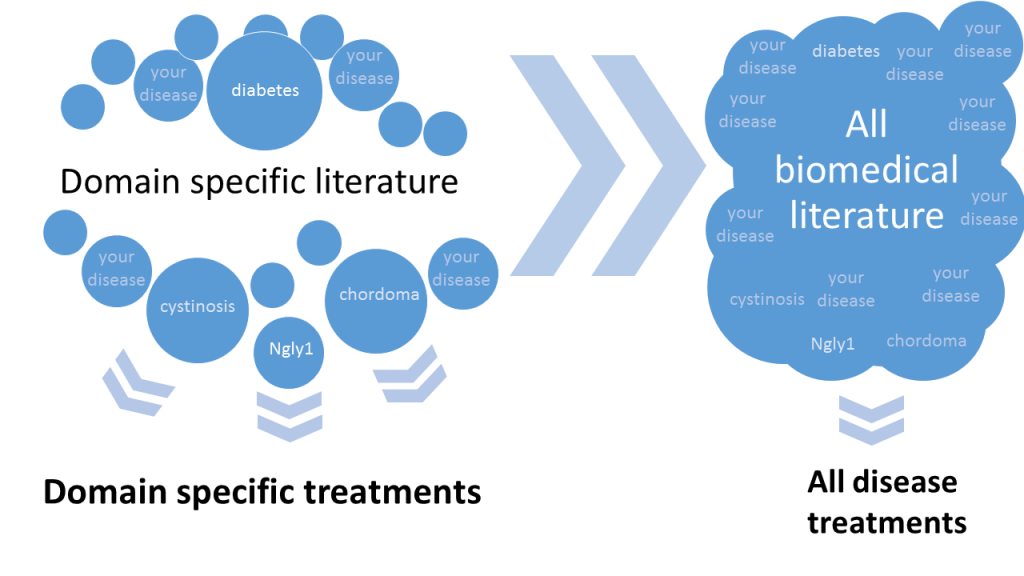 your
disease
diabetes
your
disease
Domain specific literature
your
disease
cystinosis
Ngly1
chordoma
your
disease
Domain specific treatments
your
disease
diabetes
your
disease
your
disease
your
disease
your
disease
All
biomedical
literature
your
disease
your
disease
cystinosis
your
disease
your
disease
Ngly1
chordoma
All disease
treatments